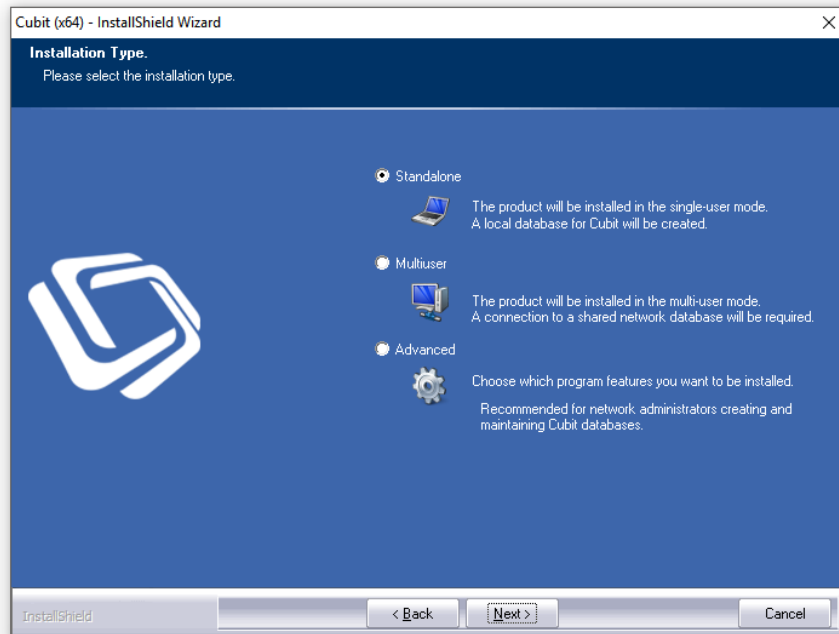 Cubit (x64) - InstallShield Wizard
Installation Type.
Please select the installation type.
Standalone
The product will be installed in the single-user mode.
A local database for Cubit will be created.
Multiuser
The product will be installed in the multi-user mode.
A connection to a shared network database will be required.
Advanced
Choose which program features you want to be installed.
Recommended for network administrators creating and
maintaining Cubit databases.
InstallShield
< Back
Next >
Cancel